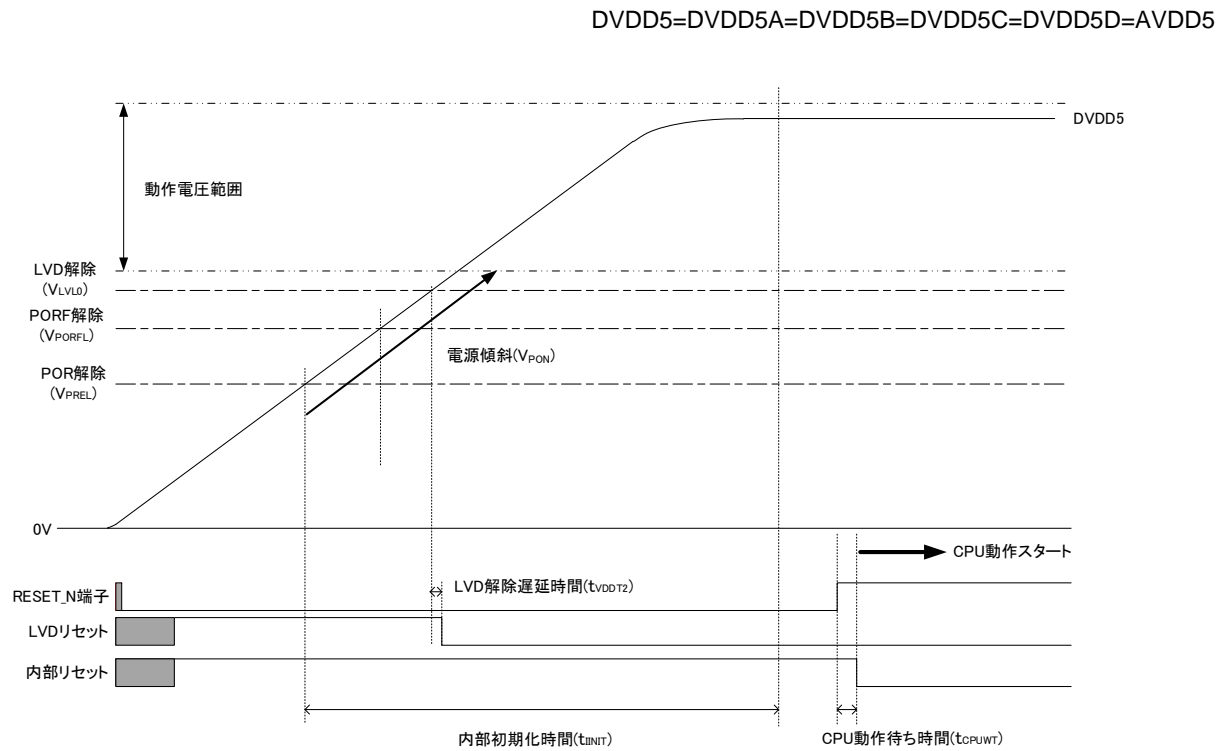 DVDD5=DVDD5A=DVDD5B=DVDD5C=DVDD5D=AVDD5
DVDD5
動作電圧範囲
LVD解除
(VLVL0)
PORF解除
(VPORFL)
電源傾斜(VPON)
POR解除
(VPREL)
0V
CPU動作スタート
RESET_N端子
LVD解除遅延時間(tVDDT2)
LVDリセット
内部リセット
内部初期化時間(tIINIT)
CPU動作待ち時間(tCPUWT)